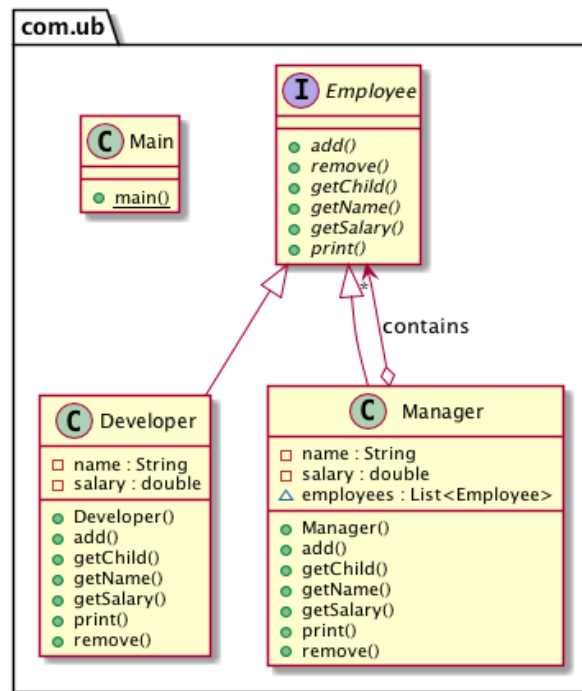 com.ub
I Employee
add()
remove()
getChild()
getName()
getSalary()
print()
C Main
main()
*
contains
C Developer
name : String
salary : double
Developer()
add()
getChild()
getName()
getSalary()
print()
remove()
C Manager
name : String
salary : double
employees : List<Employee>
Manager()
add()
getChild()
getName()
getSalary()
print()
remove()